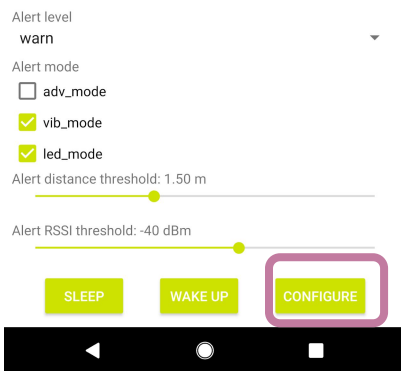 Alert level
warn
Alert mode
adv_mode
vib_mode
led_mode
Alert distance threshold: 1.50 m
Alert RSSI threshold: -40 dBm
SLEEP WAKE UP CONFIGURE